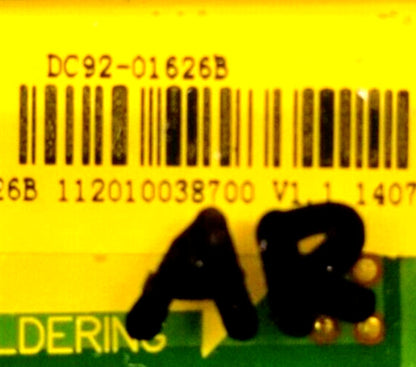 DC92-01626B
26B 112010038700 V1.1 1407
AR
LDERING